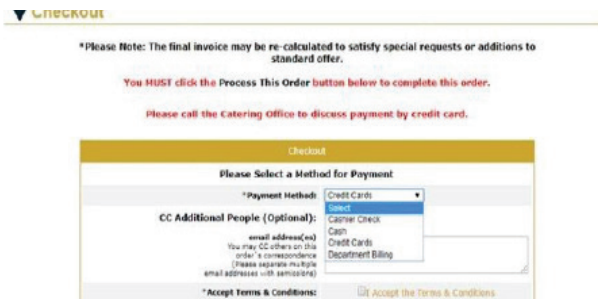 Checkout
*Please Note: The final invoice may be re-calculated to satisfy special requests or additions to
standard offer.
You MUST click the Process This Order button below to complete this order.
Please call the Catering Office to discuss payment by credit card.
Checkout
Please Select a Method for Payment
*Payment Method: Credit Cards
Select
Cashier Check
Cash
Credit Cards
Department Billing
CC Additional People (Optional):
email address(es)
You may CC others on this
order's correspondence
(Please separate multiple
email addresses with semicolons)
*Accept Terms & Conditions: I Accept the Terms & Conditions